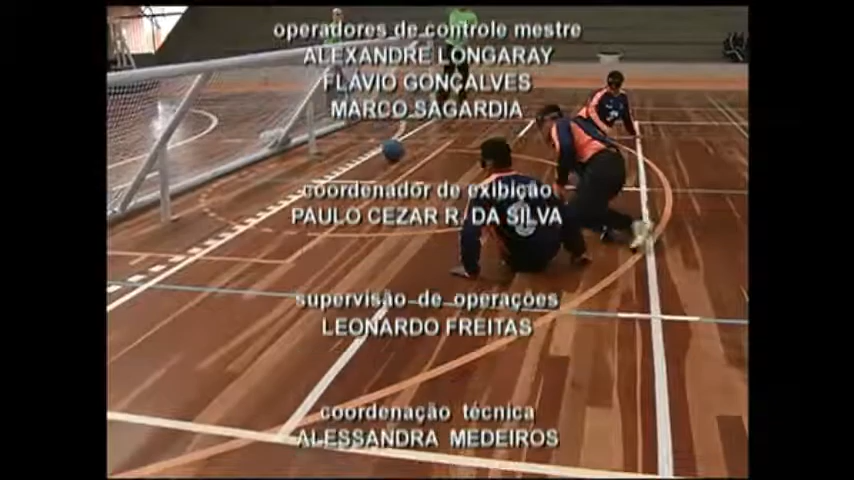 operadores de controle mestre
ALEXANDRE LONGARAY
FLÁVIO GONÇALVES
MARCO SAGARDIA
coordenador de exibição
PAULO CEZAR R. DA SILVA
supervisão de operações
LEONARDO FREITAS
coordenação técnica
ALESSANDRA MEDEIROS